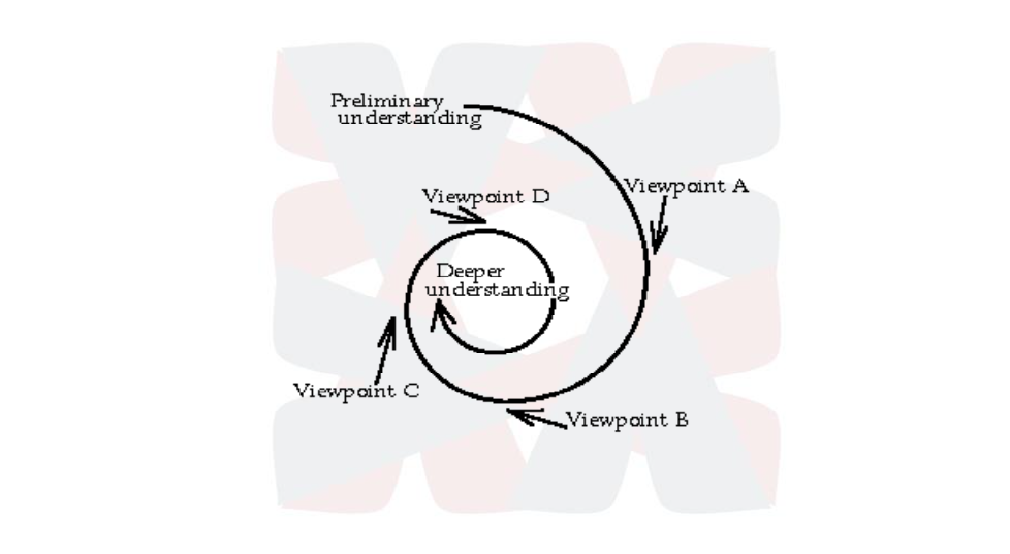 Preliminary
understanding
Viewpoint A
Viewpoint D
Deeper
understanding
Viewpoint C
Viewpoint B